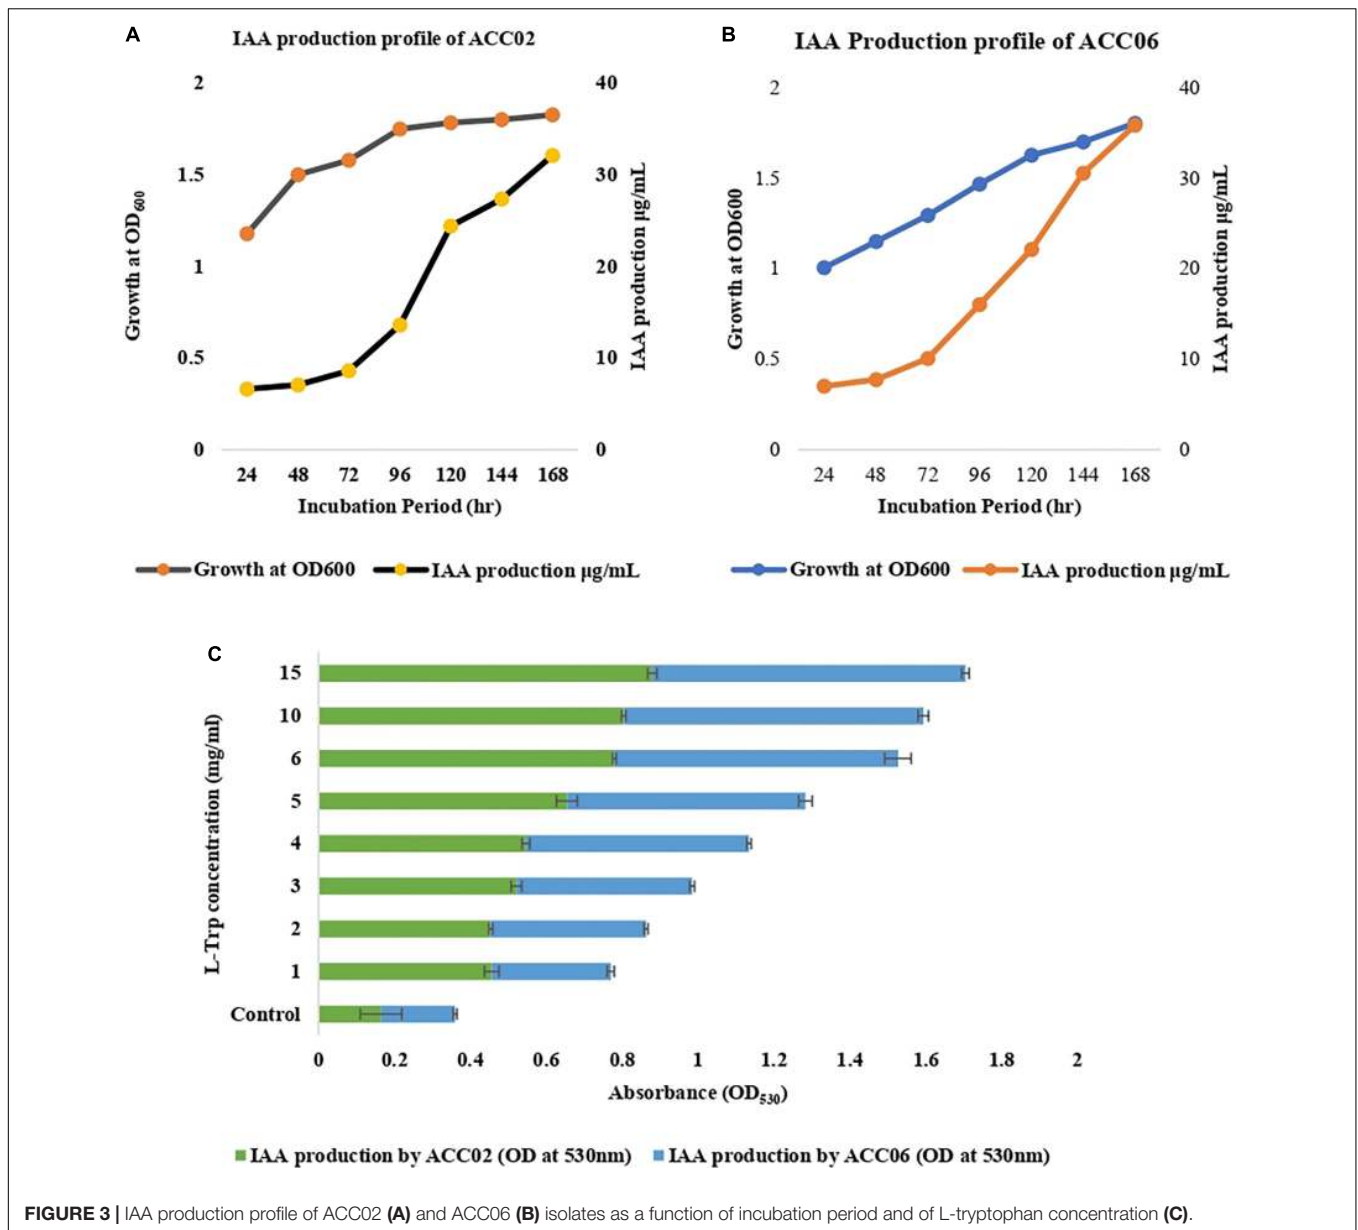 A
IAA production profile of ACC02
2
1.5
1
0.5
0
Growth at OD600
40
30
20
10
0
IAA production µg/mL
24 48 72 96 120 144 168
Incubation Period (hr)
Growth at OD600 IAA production µg/mL
B
IAA Production profile of ACC06
2
1.5
1
0.5
0
Growth at OD600
40
30
20
10
0
IAA production µg/mL
24 48 72 96 120 144 168
Incubation Period (hr)
Growth at OD600 IAA production µg/mL
C
L-Trp concentration (mg/ml)
15
10
6
5
4
3
2
1
Control
0 0.2 0.4 0.6 0.8 1 1.2 1.4 1.6 1.8 2
Absorbance (OD530)
IAA production by ACC02 (OD at 530nm) IAA production by ACC06 (OD at 530nm)
FIGURE 3 | IAA production profile of ACC02 (A) and ACC06 (B) isolates as a function of incubation period and of L-tryptophan concentration (C).